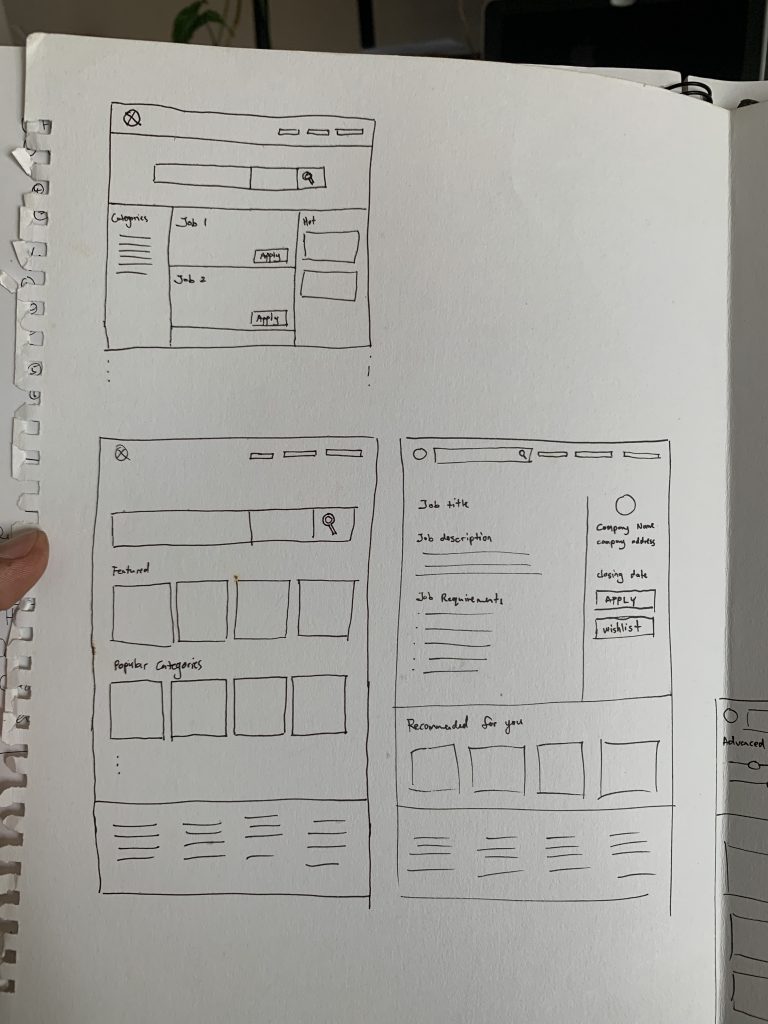 Categories
Job 1
Apply
Job 2
Apply
Hot
Featured
Popular Categories
Job title
Job description
Job Requirements
Company Name
company address
closing date
APPLY
wishlist
Recommended for you
Advanced